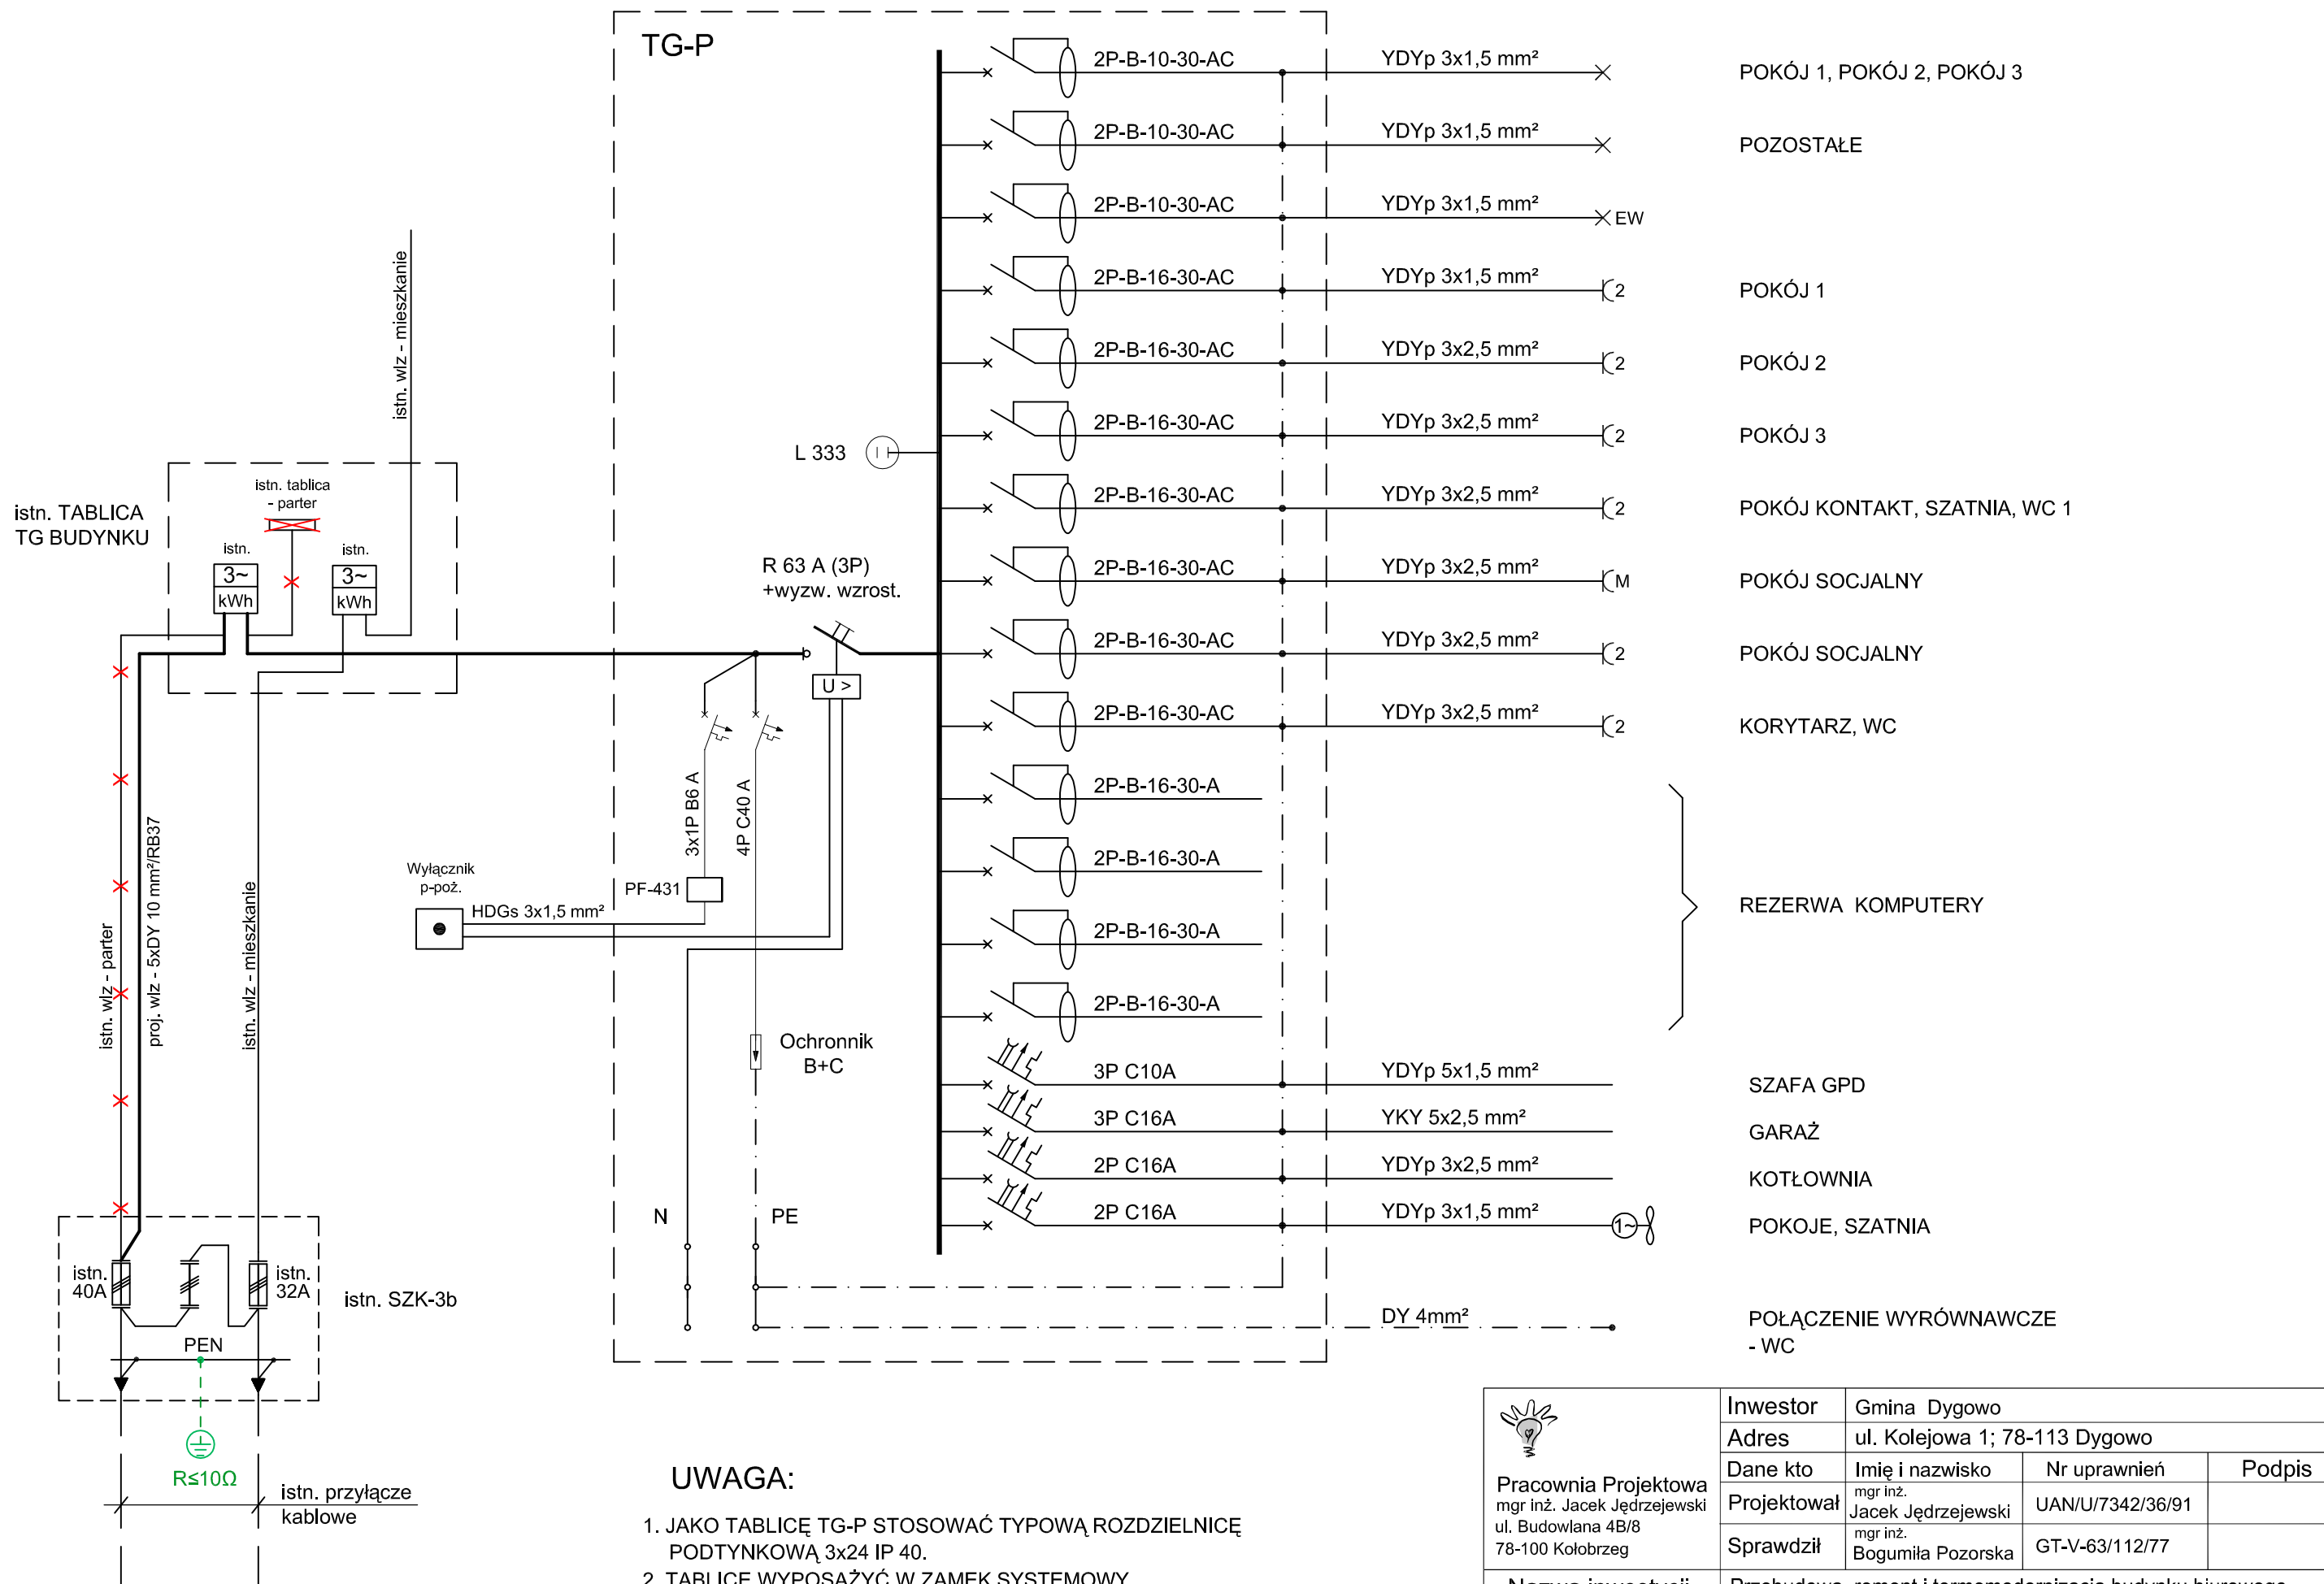 TG-P
2P-B-10-30-AC
YDYp 3x1,5 mm²
POKÓJ 1, POKÓJ 2, POKÓJ 3
2P-B-10-30-AC
YDYp 3x1,5 mm²
POZOSTAŁE
2P-B-10-30-AC
YDYp 3x1,5 mm²
EW
2P-B-16-30-AC
YDYp 3x1,5 mm²
2
POKÓJ 1
2P-B-16-30-AC
YDYp 3x2,5 mm²
2
POKÓJ 2
2P-B-16-30-AC
YDYp 3x2,5 mm²
2
POKÓJ 3
L 333
2P-B-16-30-AC
YDYp 3x2,5 mm²
2
POKÓJ KONTAKT, SZATNIA, WC 1
2P-B-16-30-AC
YDYp 3x2,5 mm²
M
POKÓJ SOCJALNY
2P-B-16-30-AC
YDYp 3x2,5 mm²
2
POKÓJ SOCJALNY
2P-B-16-30-AC
YDYp 3x2,5 mm²
2
KORYTARZ, WC
2P-B-16-30-A
2P-B-16-30-A
2P-B-16-30-A
2P-B-16-30-A
REZERWA KOMPUTERY
3P C10A
YDYp 5x1,5 mm²
SZAFA GPD
3P C16A
YKY 5x2,5 mm²
GARAŻ
2P C16A
YDYp 3x2,5 mm²
KOTŁOWNIA
2P C16A
YDYp 3x1,5 mm²
1~
POKOJE, SZATNIA
DY 4mm²
POŁĄCZENIE WYRÓWNAWCZE
- WC
istn. wlz - mieszkanie
istn. TABLICA
TG BUDYNKU
istn. tablica
- parter
istn.
3~
kWh
istn.
3~
kWh
R 63 A (3P)
+wyzw. wzrost.
U >
3x1P B6 A
4P C40 A
PF-431
Wyłącznik
p-poż.
HDGs 3x1,5 mm²
Ochronnik
B+C
N
PE
istn. wlz - parter
proj. wlz - 5xDY 10 mm²/RB37
istn. wlz - mieszkanie
istn.
40A
istn.
32A
istn. SZK-3b
PEN
R≤10Ω
istn. przyłącze
kablowe
UWAGA:
1. JAKO TABLICĘ TG-P STOSOWAĆ TYPOWĄ ROZDZIELNICĘ
PODTYNKOWĄ 3x24 IP 40.
2. TABLICĘ WYPOSAŻYĆ W ZAMEK SYSTEMOWY
Pracownia Projektowa
mgr inż. Jacek Jędrzejewski
ul. Budowlana 4B/8
78-100 Kołobrzeg
Inwestor
Gmina Dygowo
Adres
ul. Kolejowa 1; 78-113 Dygowo
Dane kto
Imię i nazwisko
Nr uprawnień
Podpis
Projektował
mgr inż.
Jacek Jędrzejewski
UAN/U/7342/36/91
Sprawdził
mgr inż.
Bogumiła Pozorska
GT-V-63/112/77
Nazwa inwestycji
Przebudowa, remont i termomodernizacja budynku biurowego